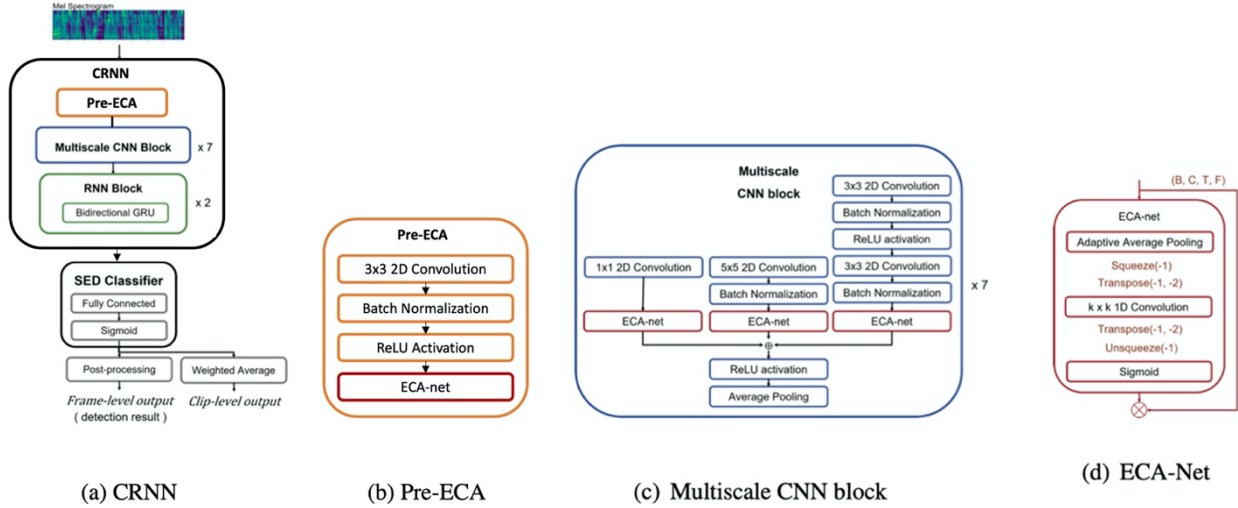 Mel Spectrogram
CRNN
Pre-ECA
Multiscale CNN Block
x 7
RNN Block
Bidirectional GRU
x 2
SED Classifier
Fully Connected
Sigmoid
Post-processing
Weighted Average
Frame-level output
( detection result )
Clip-level output
(a) CRNN
Pre-ECA
3x3 2D Convolution
Batch Normalization
ReLU Activation
ECA-net
(b) Pre-ECA
Multiscale
CNN block
3x3 2D Convolution
Batch Normalization
ReLU activation
1x1 2D Convolution
5x5 2D Convolution
3x3 2D Convolution
Batch Normalization
Batch Normalization
ECA-net
ECA-net
ECA-net
ReLU activation
Average Pooling
x 7
(c) Multiscale CNN block
(B, C, T, F)
ECA-net
Adaptive Average Pooling
Squeeze(-1)
Transpose(-1, -2)
k x k 1D Convolution
Transpose(-1, -2)
Unsqueeze(-1)
Sigmoid
(d) ECA-Net